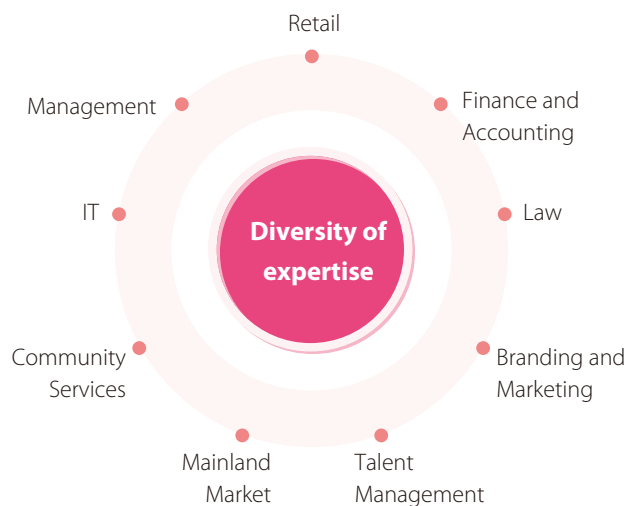 Retail
Finance and
Accounting
Law
Branding and
Marketing
Talent
Management
Mainland
Market
Community
Services
IT
Management
Diversity of
expertise